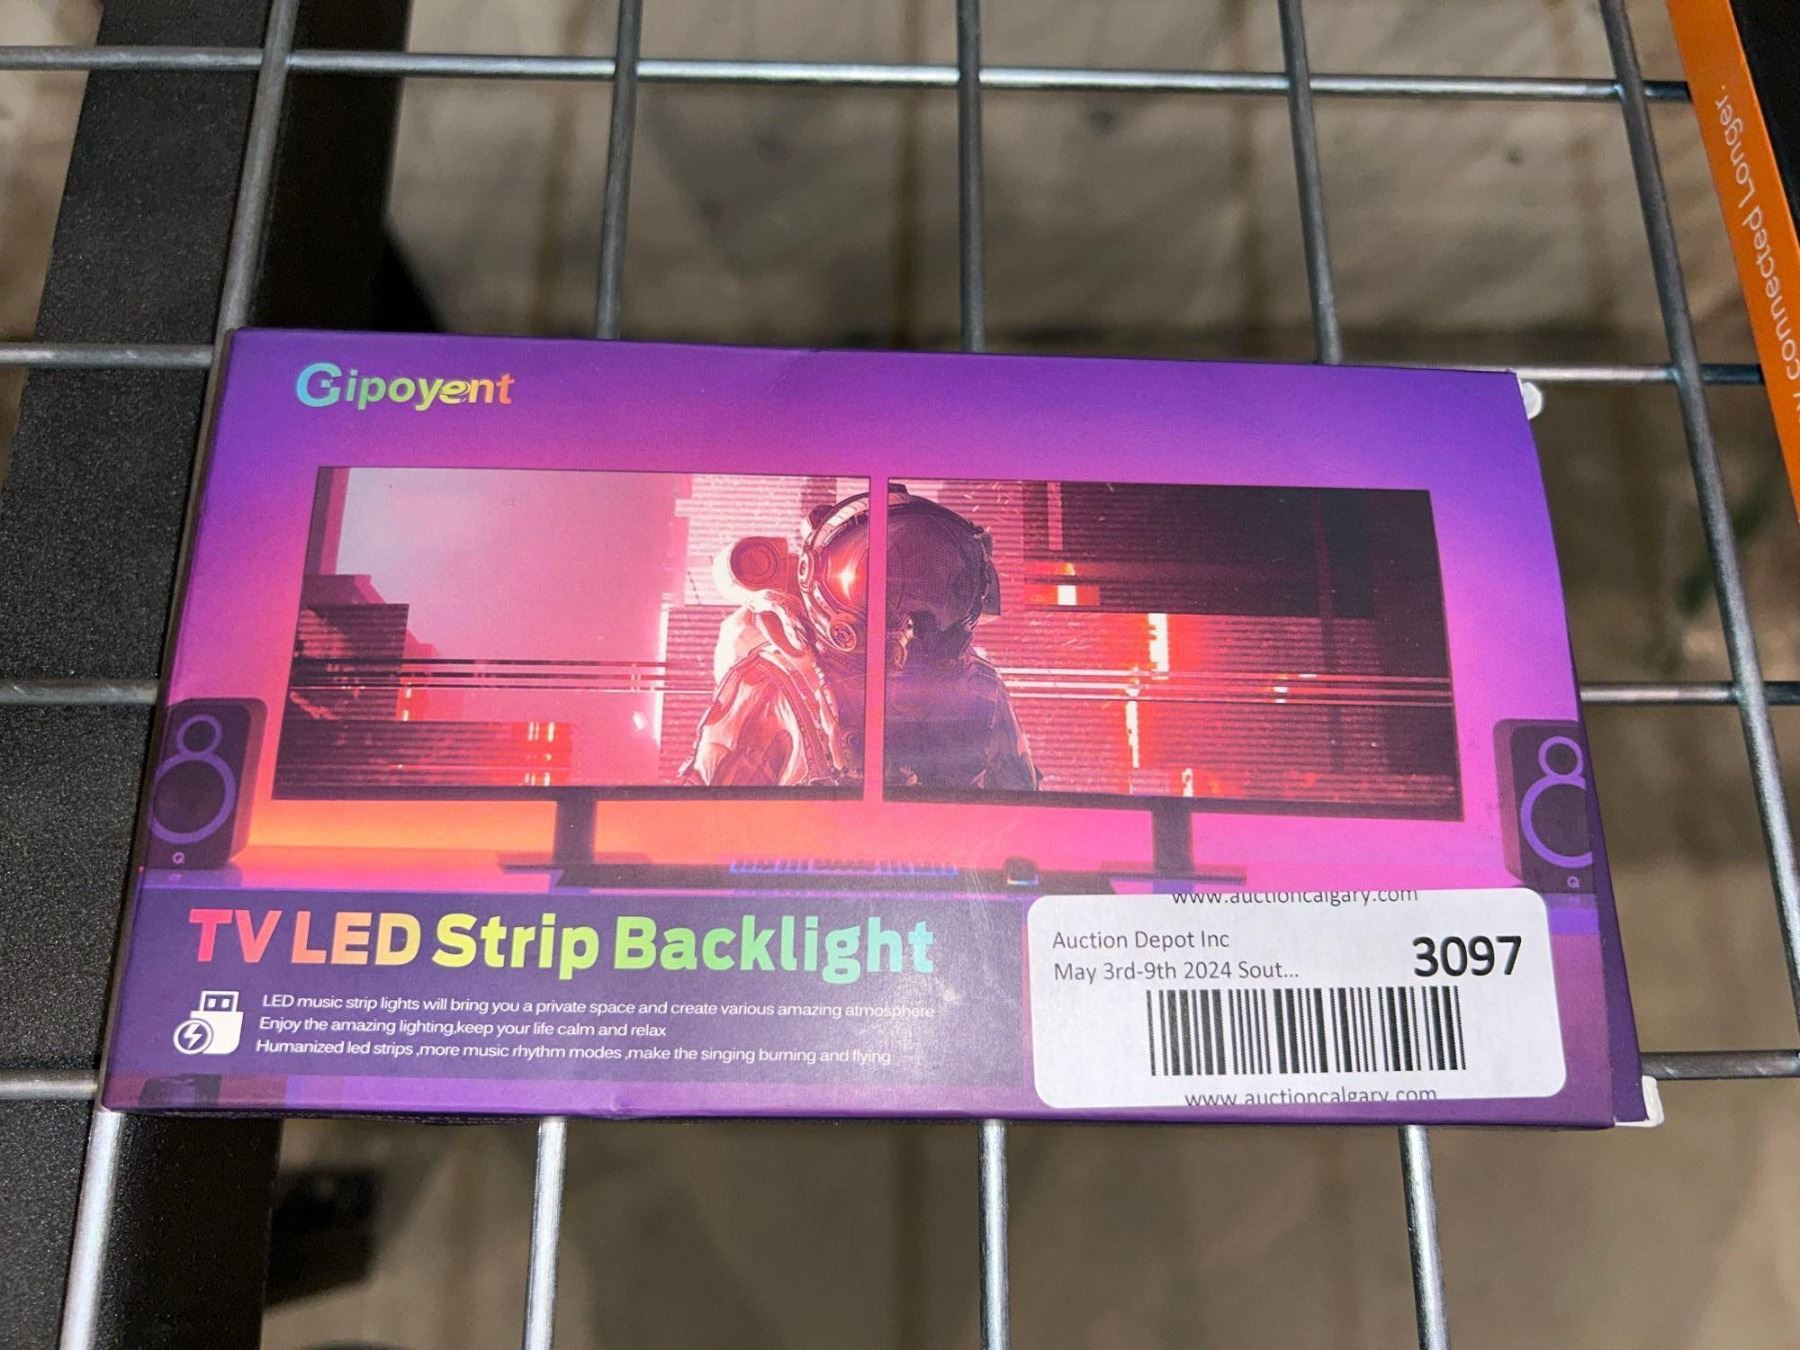 Connected Longer.
Gipoyent
TV LED Strip Backlight
LED music strip lights will bring you a private space and create various amazing atmosphere
Enjoy the amazing lighting,keep your life calm and relax
Humanized led strips ,more music rhythm modes ,make the singing burning and flying
www.auctioncalgary.com
Auction Depot Inc
3097
May 3rd-9th 2024 Sout...
www.auctioncalgary.com